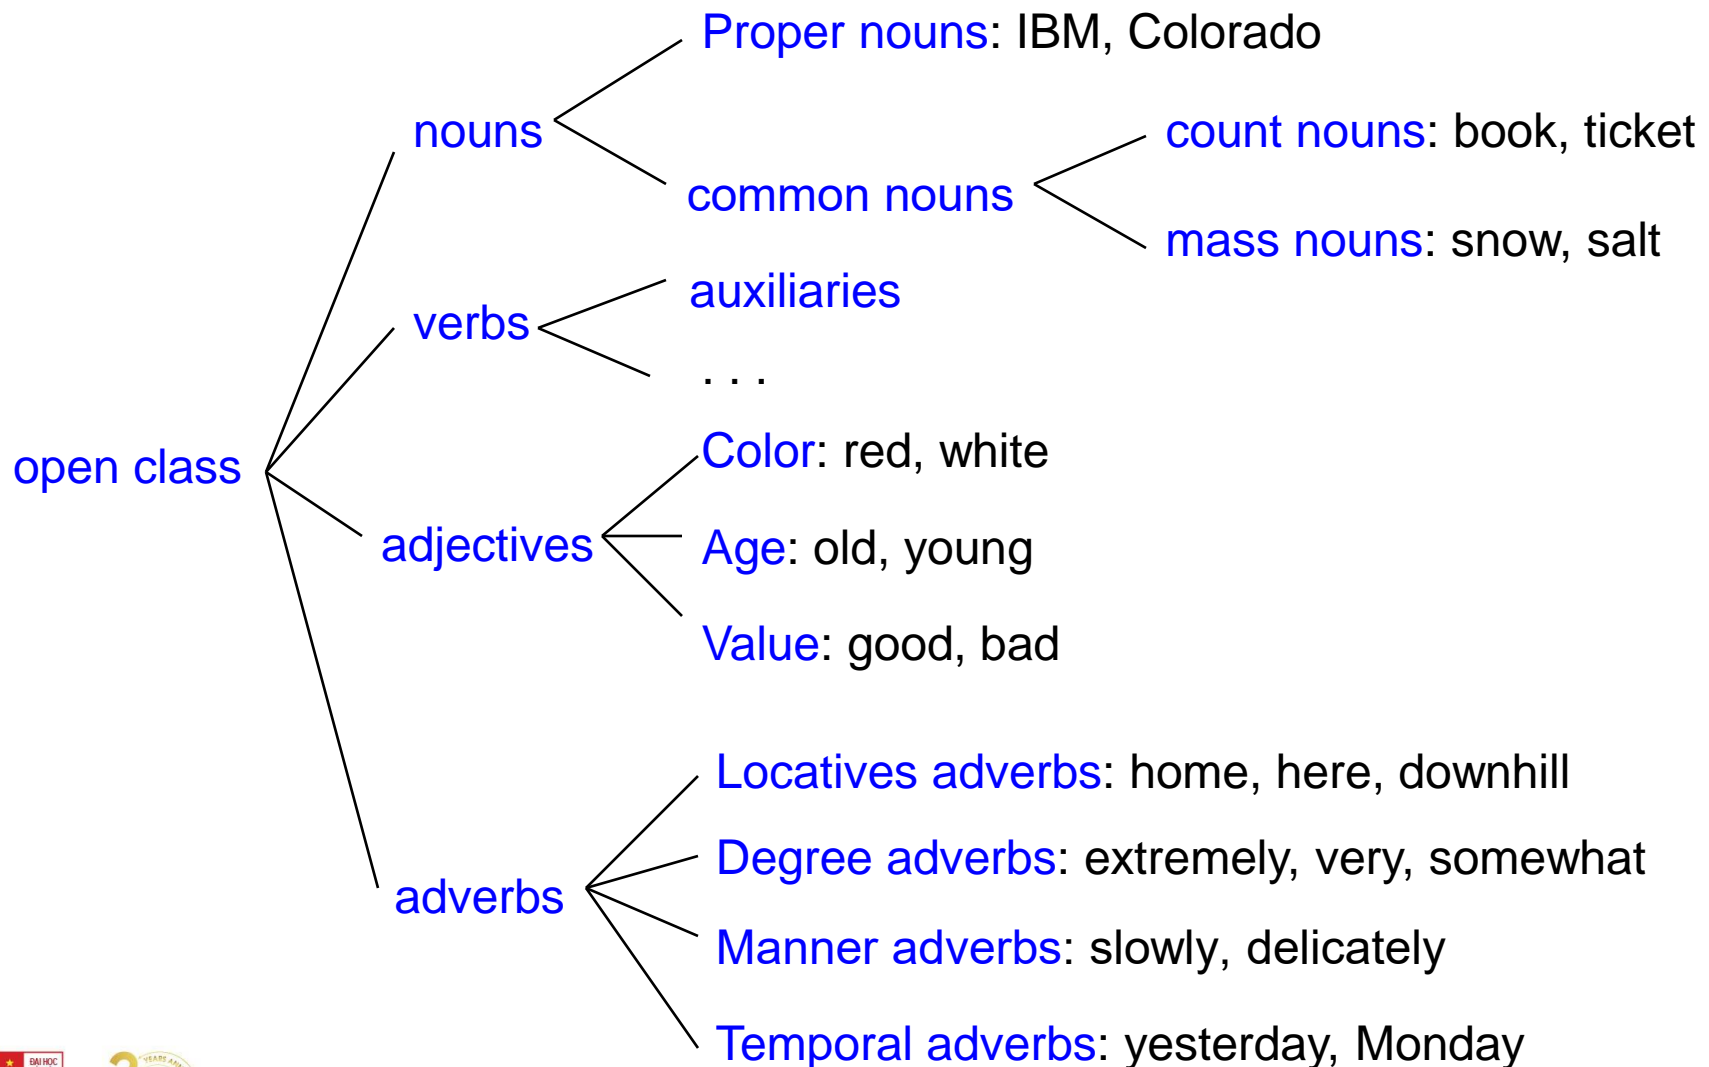 Proper nouns: IBM, Colorado
nouns
count nouns: book, ticket
common nouns
mass nouns: snow, salt
auxiliaries
verbs
. . .
Color: red, white
open class
adjectives
Age: old, young
Value: good, bad
Locatives adverbs: home, here, downhill
Degree adverbs: extremely, very, somewhat
adverbs
Manner adverbs: slowly, delicately
Temporal adverbs: yesterday, Monday
ĐẠI HỌC